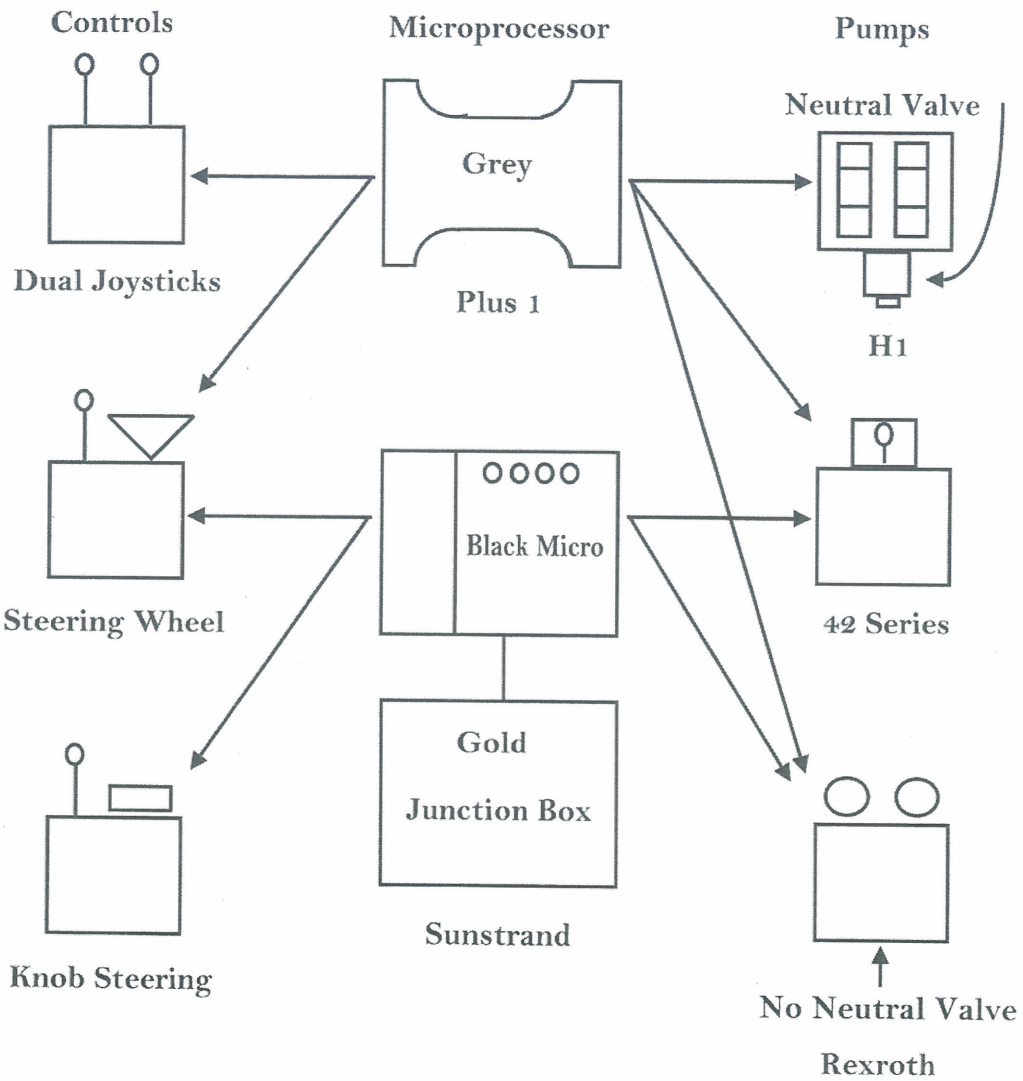 Controls
Microprocessor
Pumps
Neutral Valve
Grey
Dual Joysticks
Plus 1
H1
Black Micro
Steering Wheel
42 Series
Gold
Junction Box
Sunstrand
Knob Steering
No Neutral Valve
Rexroth